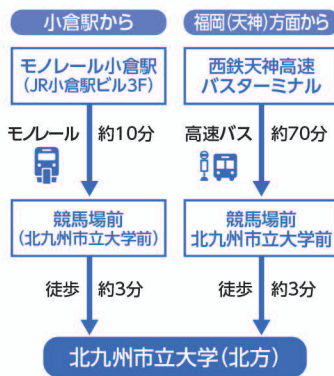 小倉駅から
モノレール小倉駅
(JR小倉駅ビル3F)
モノレール 約10分
競馬場前
(北九州市立大学前)
徒歩 約3分
福岡(天神)方面から
西鉄天神高速
バスターミナル
高速バス 約70分
競馬場前
北九州市立大学前
徒歩 約3分
北九州市立大学(北方)